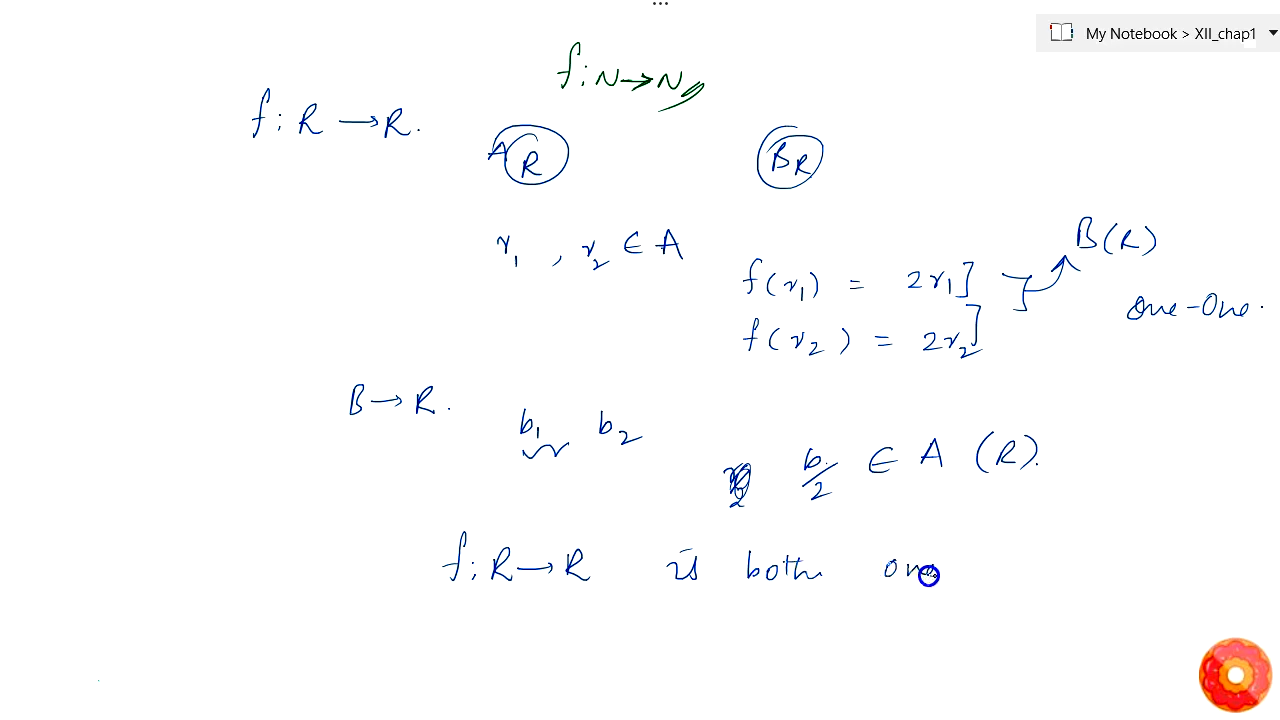 My Notebook > XII_chap1
f : N → N
f : R → R.
A R
B R
r₁ , r₂ ∈ A
B(R)
f(r₁) = 2r₁]
one-one.
f(r₂) = 2r₂]
B → R.
b₁ b₂
b/2 ∈ A (R).
f : R → R is both one